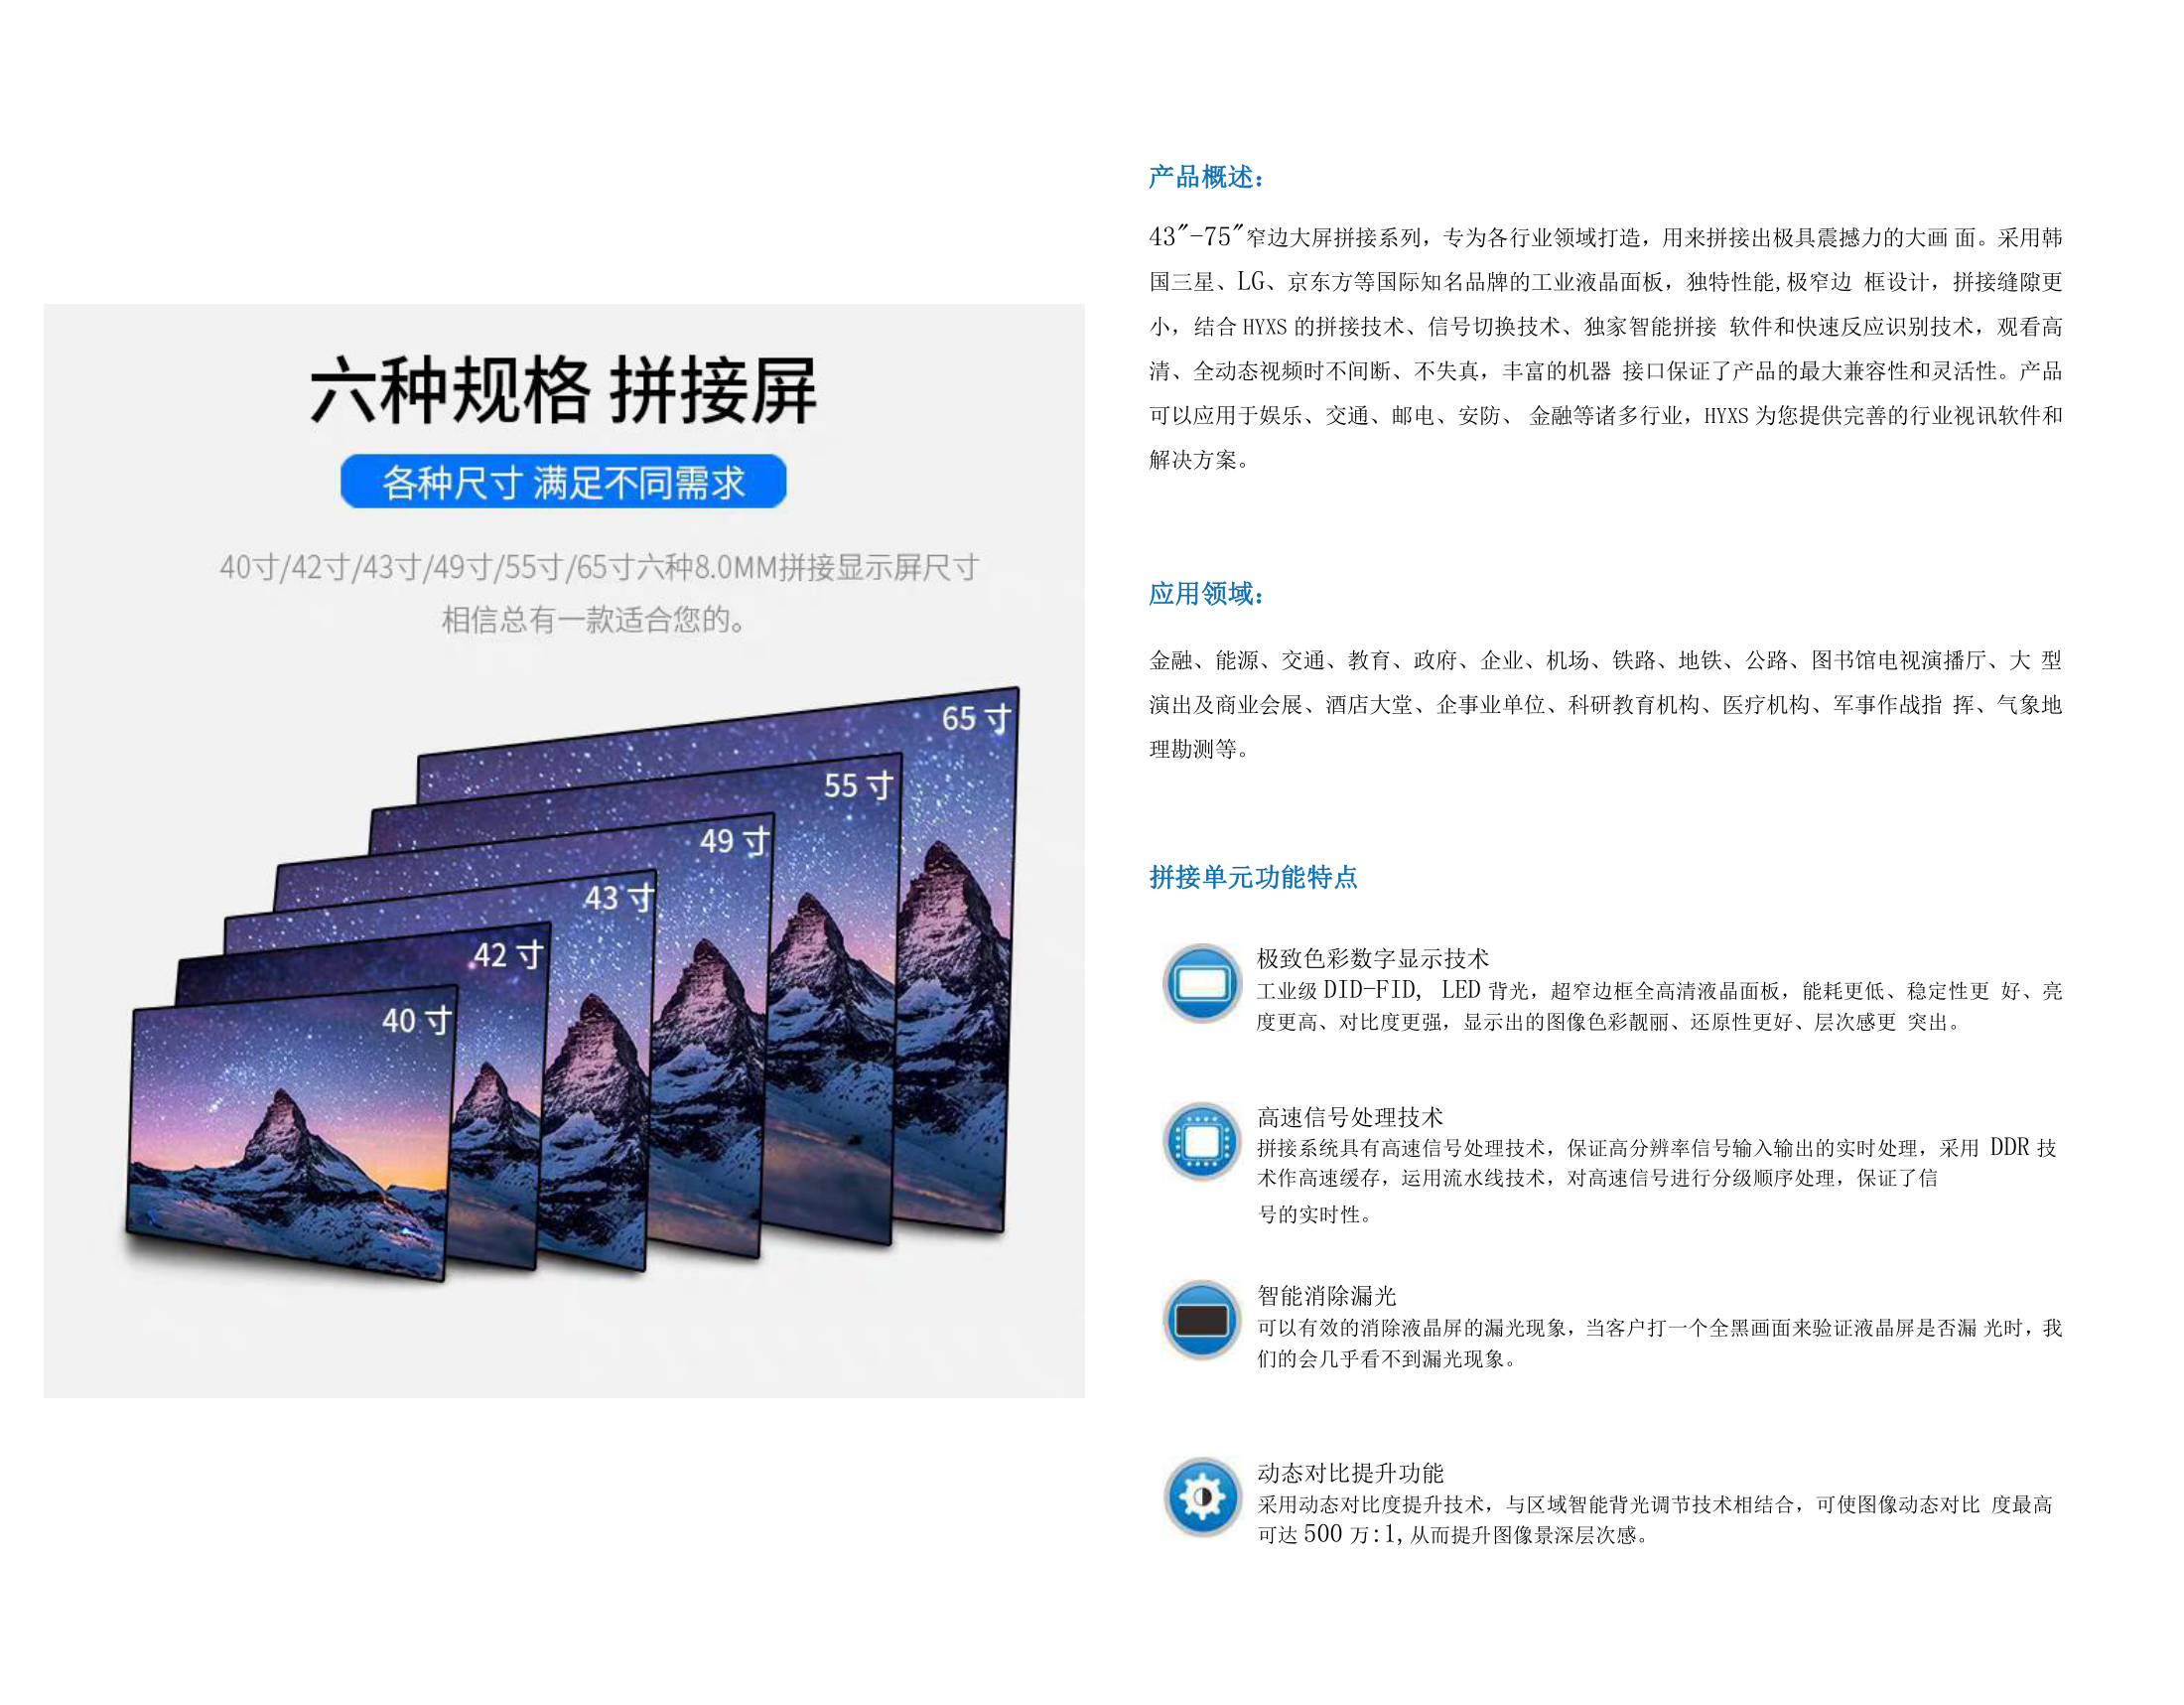 六种规格 拼接屏
各种尺寸 满足不同需求
40寸/42寸/43寸/49寸/55寸/65寸六种8.0MM拼接显示屏尺寸
相信总有一款适合您的。
65 寸
55 寸
49 寸
43 寸
42 寸
40 寸
产品概述：
43″-75″窄边大屏拼接系列，专为各行业领域打造，用来拼接出极具震撼力的大画 面。采用韩
国三星、LG、京东方等国际知名品牌的工业液晶面板，独特性能,极窄边 框设计，拼接缝隙更
小，结合 HYXS 的拼接技术、信号切换技术、独家智能拼接 软件和快速反应识别技术，观看高
清、全动态视频时不间断、不失真，丰富的机器 接口保证了产品的最大兼容性和灵活性。产品
可以应用于娱乐、交通、邮电、安防、 金融等诸多行业，HYXS 为您提供完善的行业视讯软件和
解决方案。
应用领域：
金融、能源、交通、教育、政府、企业、机场、铁路、地铁、公路、图书馆电视演播厅、大 型
演出及商业会展、酒店大堂、企事业单位、科研教育机构、医疗机构、军事作战指 挥、气象地
理勘测等。
拼接单元功能特点
极致色彩数字显示技术
工业级 DID-FID, LED 背光，超窄边框全高清液晶面板，能耗更低、稳定性更 好、亮
度更高、对比度更强，显示出的图像色彩靓丽、还原性更好、层次感更 突出。
高速信号处理技术
拼接系统具有高速信号处理技术，保证高分辨率信号输入输出的实时处理，采用 DDR 技
术作高速缓存，运用流水线技术，对高速信号进行分级顺序处理，保证了信
号的实时性。
智能消除漏光
可以有效的消除液晶屏的漏光现象，当客户打一个全黑画面来验证液晶屏是否漏 光时，我
们的会几乎看不到漏光现象。
动态对比提升功能
采用动态对比度提升技术，与区域智能背光调节技术相结合，可使图像动态对比 度最高
可达 500 万:1,从而提升图像景深层次感。